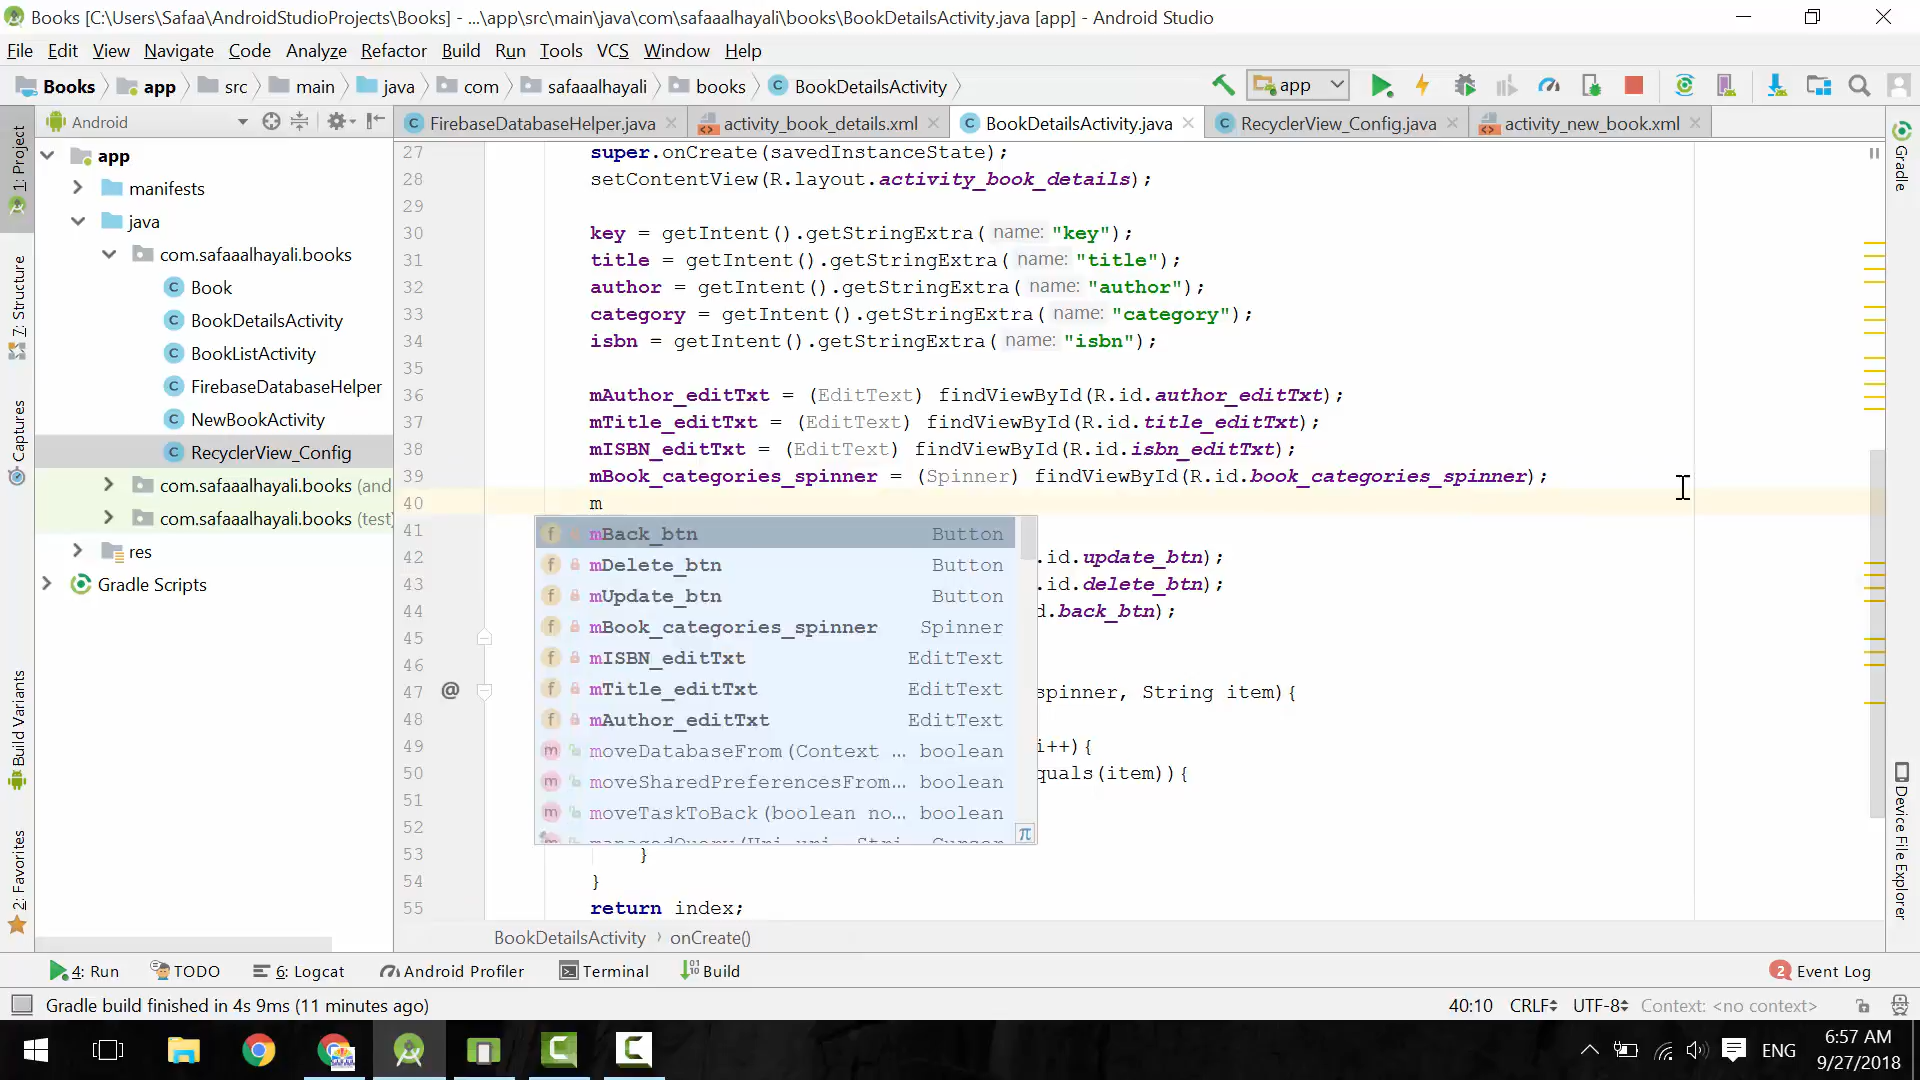 Books [C:\Users\Safaa\AndroidStudioProjects\Books] - ...\app\src\main\java\com\safaaalhayali\books\BookDetailsActivity.java [app] - Android Studio
File Edit View Navigate Code Analyze Refactor Build Run Tools VCS Window Help
Books app src main java com safaaalhayali books BookDetailsActivity app
Android
FirebaseDatabaseHelper.java activity_book_details.xml BookDetailsActivity.java RecyclerView_Config.java activity_new_book.xml
1: Project
7: Structure
Captures
Build Variants
2: Favorites
app
manifests
java
com.safaaalhayali.books
Book
BookDetailsActivity
BookListActivity
FirebaseDatabaseHelper
NewBookActivity
RecyclerView_Config
com.safaaalhayali.books (and
com.safaaalhayali.books (test)
res
Gradle Scripts
27 super.onCreate(savedInstanceState);
28 setContentView(R.layout.activity_book_details);
29
30 key = getIntent().getStringExtra( name: "key");
31 title = getIntent().getStringExtra( name: "title");
32 author = getIntent().getStringExtra( name: "author");
33 category = getIntent().getStringExtra( name: "category");
34 isbn = getIntent().getStringExtra( name: "isbn");
35
36 mAuthor_editTxt = (EditText) findViewById(R.id.author_editTxt);
37 mTitle_editTxt = (EditText) findViewById(R.id.title_editTxt);
38 mISBN_editTxt = (EditText) findViewById(R.id.isbn_editTxt);
39 mBook_categories_spinner = (Spinner) findViewById(R.id.book_categories_spinner);
40 m
41
42 .id.update_btn);
43 .id.delete_btn);
44 d.back_btn);
45
46
47 @ spinner, String item){
48
49 i++){
50 quals(item)){
51
52
53 }
54 }
55 return index;
f mBack_btn Button
f mDelete_btn Button
f mUpdate_btn Button
f mBook_categories_spinner Spinner
f mISBN_editTxt EditText
f mTitle_editTxt EditText
f mAuthor_editTxt EditText
m moveDatabaseFrom(Context ... boolean
m moveSharedPreferencesFrom... boolean
m moveTaskToBack(boolean no... boolean
π
BookDetailsActivity › onCreate()
Gradle
Device File Explorer
4: Run TODO 6: Logcat Android Profiler Terminal Build 2 Event Log
Gradle build finished in 4s 9ms (11 minutes ago) 40:10 CRLF UTF-8 Context: <no context>
ENG
6:57 AM
9/27/2018